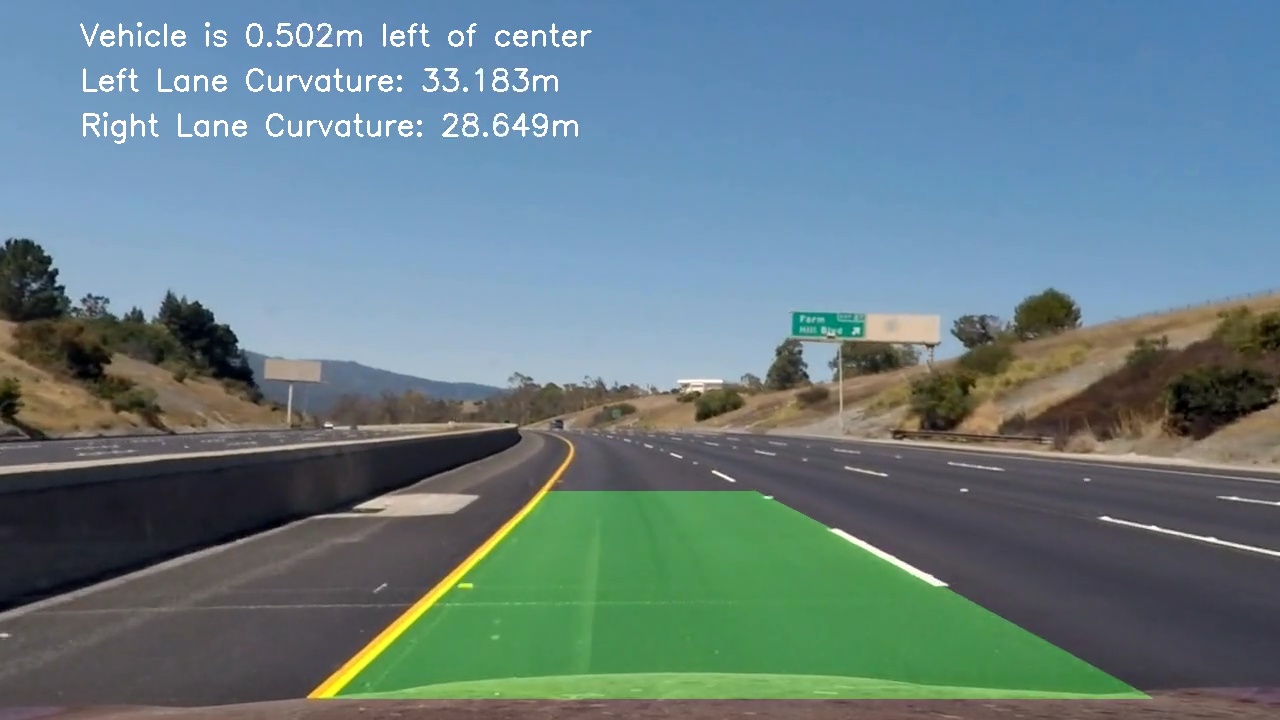 Vehicle is 0.502m left of center
Left Lane Curvature: 33.183m
Right Lane Curvature: 28.649m
Farm
Hill Blvd